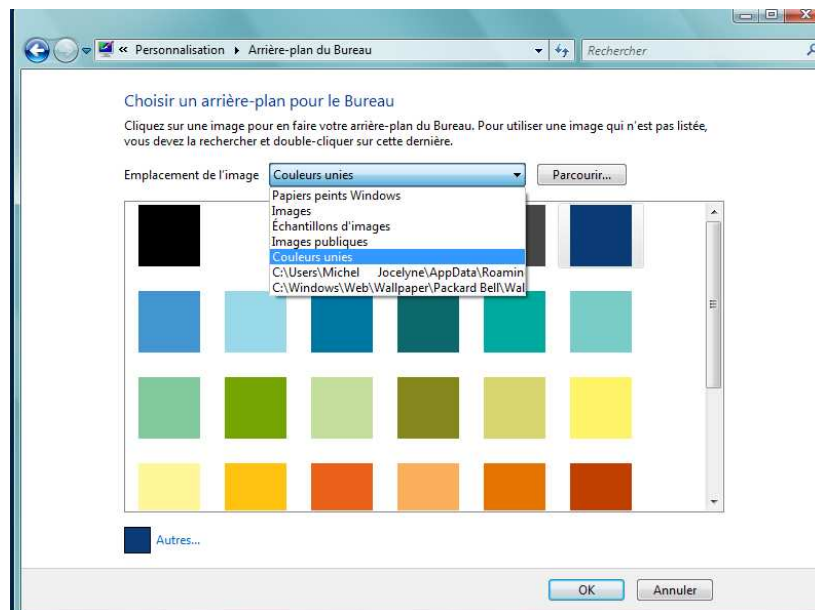 « Personnalisation ▸ Arrière-plan du Bureau
Rechercher
Choisir un arrière-plan pour le Bureau
Cliquez sur une image pour en faire votre arrière-plan du Bureau. Pour utiliser une image qui n'est pas listée,
vous devez la rechercher et double-cliquer sur cette dernière.
Emplacement de l'image
Couleurs unies
Parcourir...
Papiers peints Windows
Images
Échantillons d'images
Images publiques
Couleurs unies
C:\Users\Michel Jocelyne\AppData\Roamin
C:\Windows\Web\Wallpaper\Packard Bell\Wal
Autres...
OK
Annuler